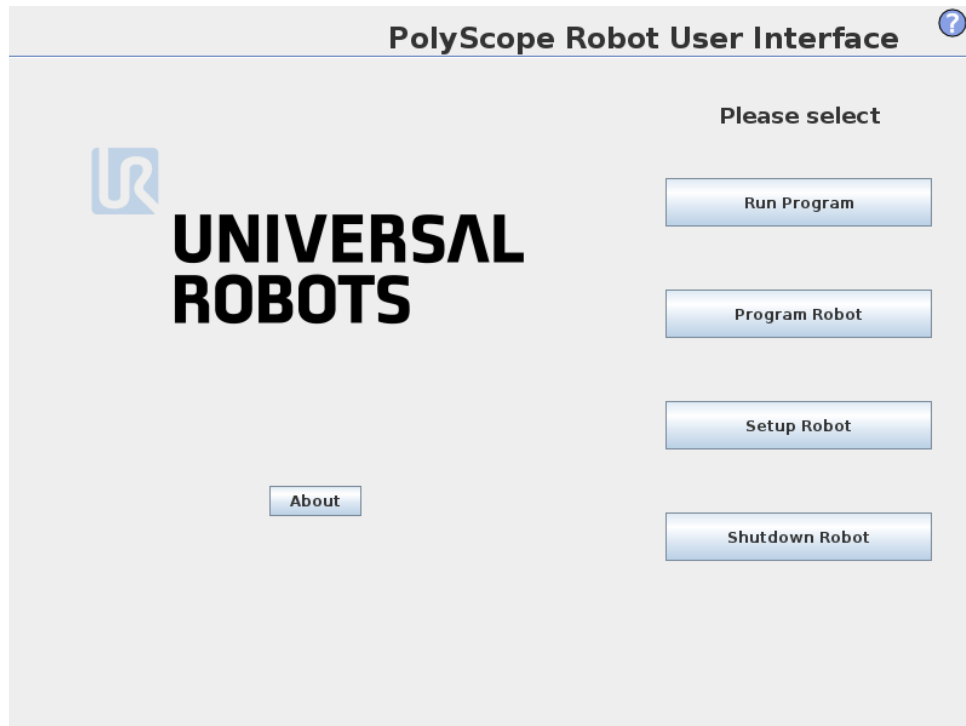 PolyScope Robot User Interface
?
Please select
UR
UNIVERSAL
ROBOTS
Run Program
Program Robot
Setup Robot
About
Shutdown Robot